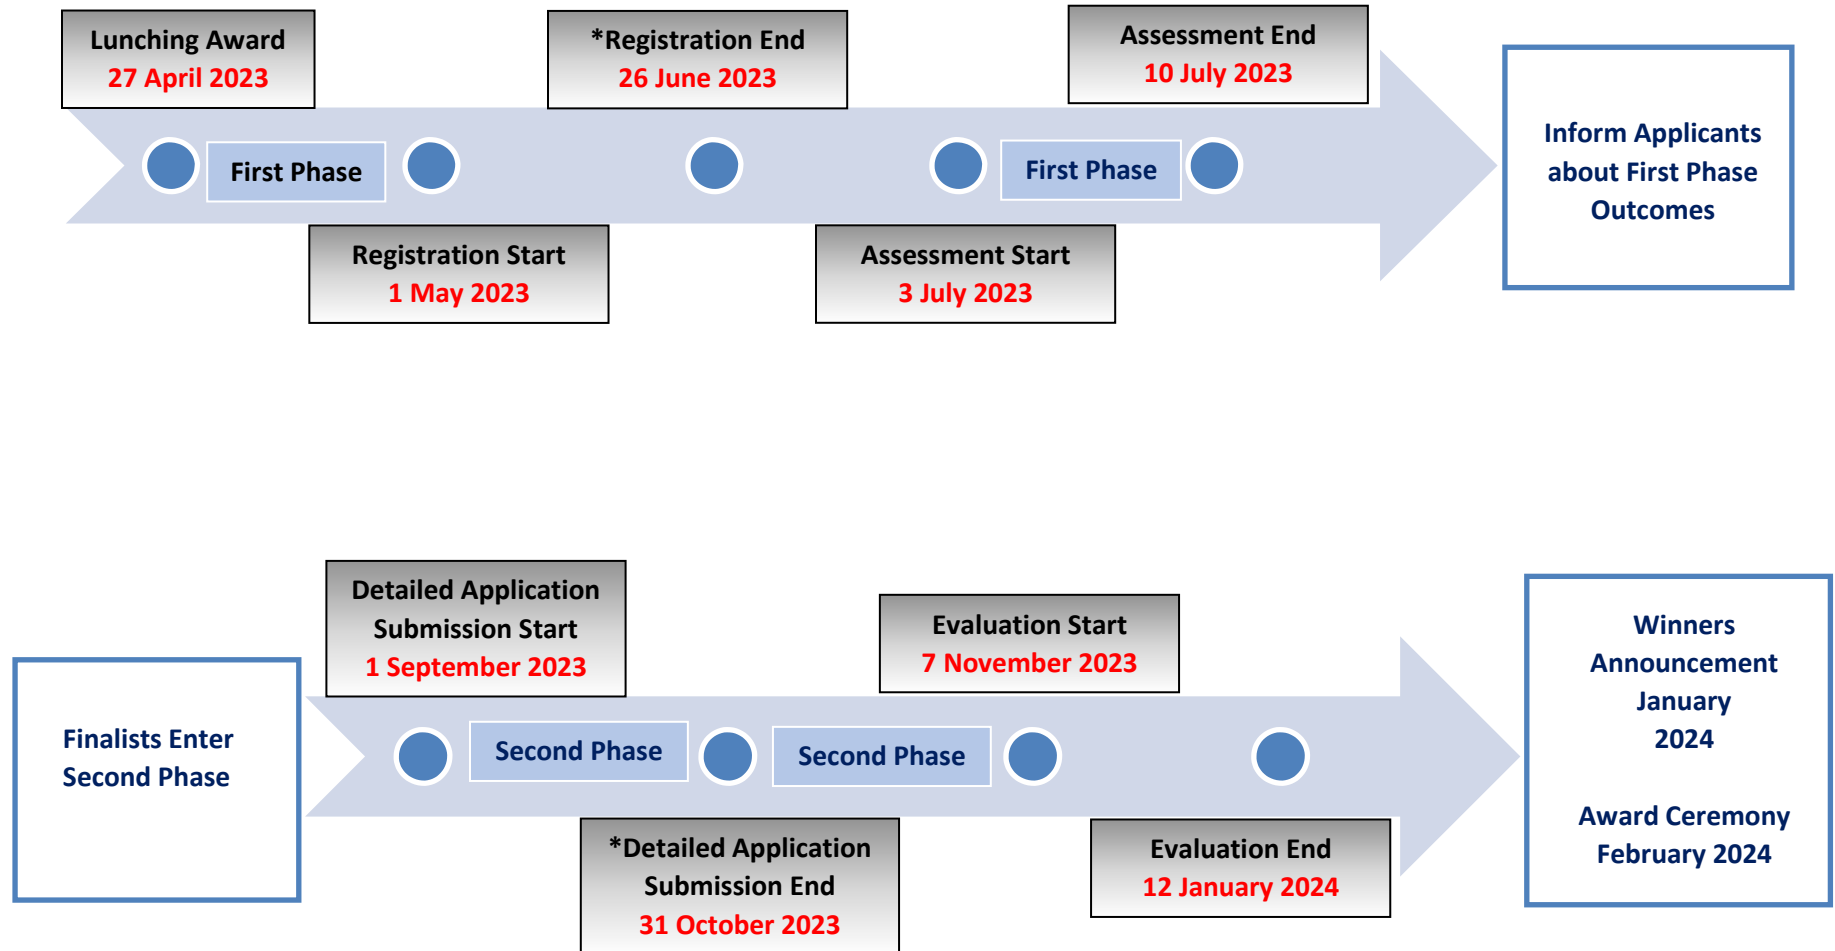 Lunching Award
27 April 2023
*Registration End
26 June 2023
Assessment End
10 July 2023
First Phase
First Phase
Registration Start
1 May 2023
Assessment Start
3 July 2023
Inform Applicants
about First Phase
Outcomes
Finalists Enter
Second Phase
Detailed Application
Submission Start
1 September 2023
Evaluation Start
7 November 2023
Second Phase
Second Phase
*Detailed Application
Submission End
31 October 2023
Evaluation End
12 January 2024
Winners
Announcement
January
2024
Award Ceremony
February 2024